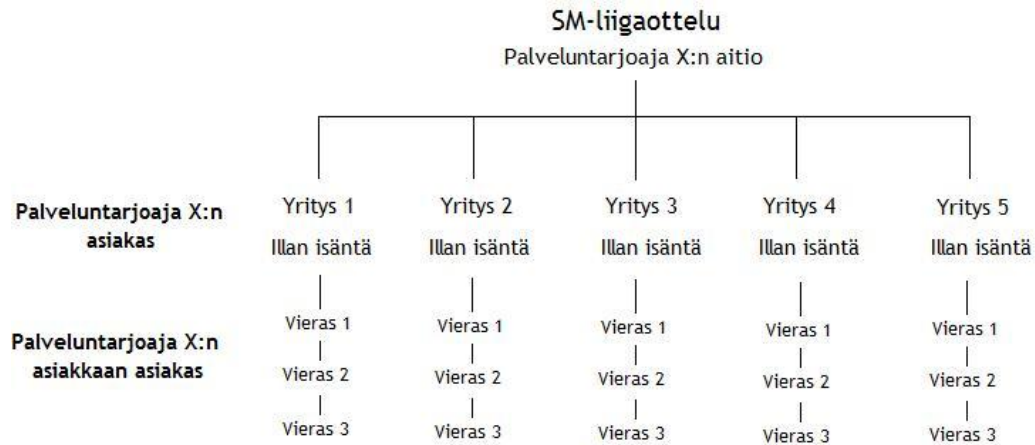 SM-liigaottelu
Palveluntarjoaja X:n aitio
Palveluntarjoaja X:n
asiakas
Yritys 1 Yritys 2 Yritys 3 Yritys 4 Yritys 5
Illan isäntä Illan isäntä Illan isäntä Illan isäntä Illan isäntä
Palveluntarjoaja X:n
asiakkaan asiakas
Vieras 1 Vieras 1 Vieras 1 Vieras 1 Vieras 1
Vieras 2 Vieras 2 Vieras 2 Vieras 2 Vieras 2
Vieras 3 Vieras 3 Vieras 3 Vieras 3 Vieras 3